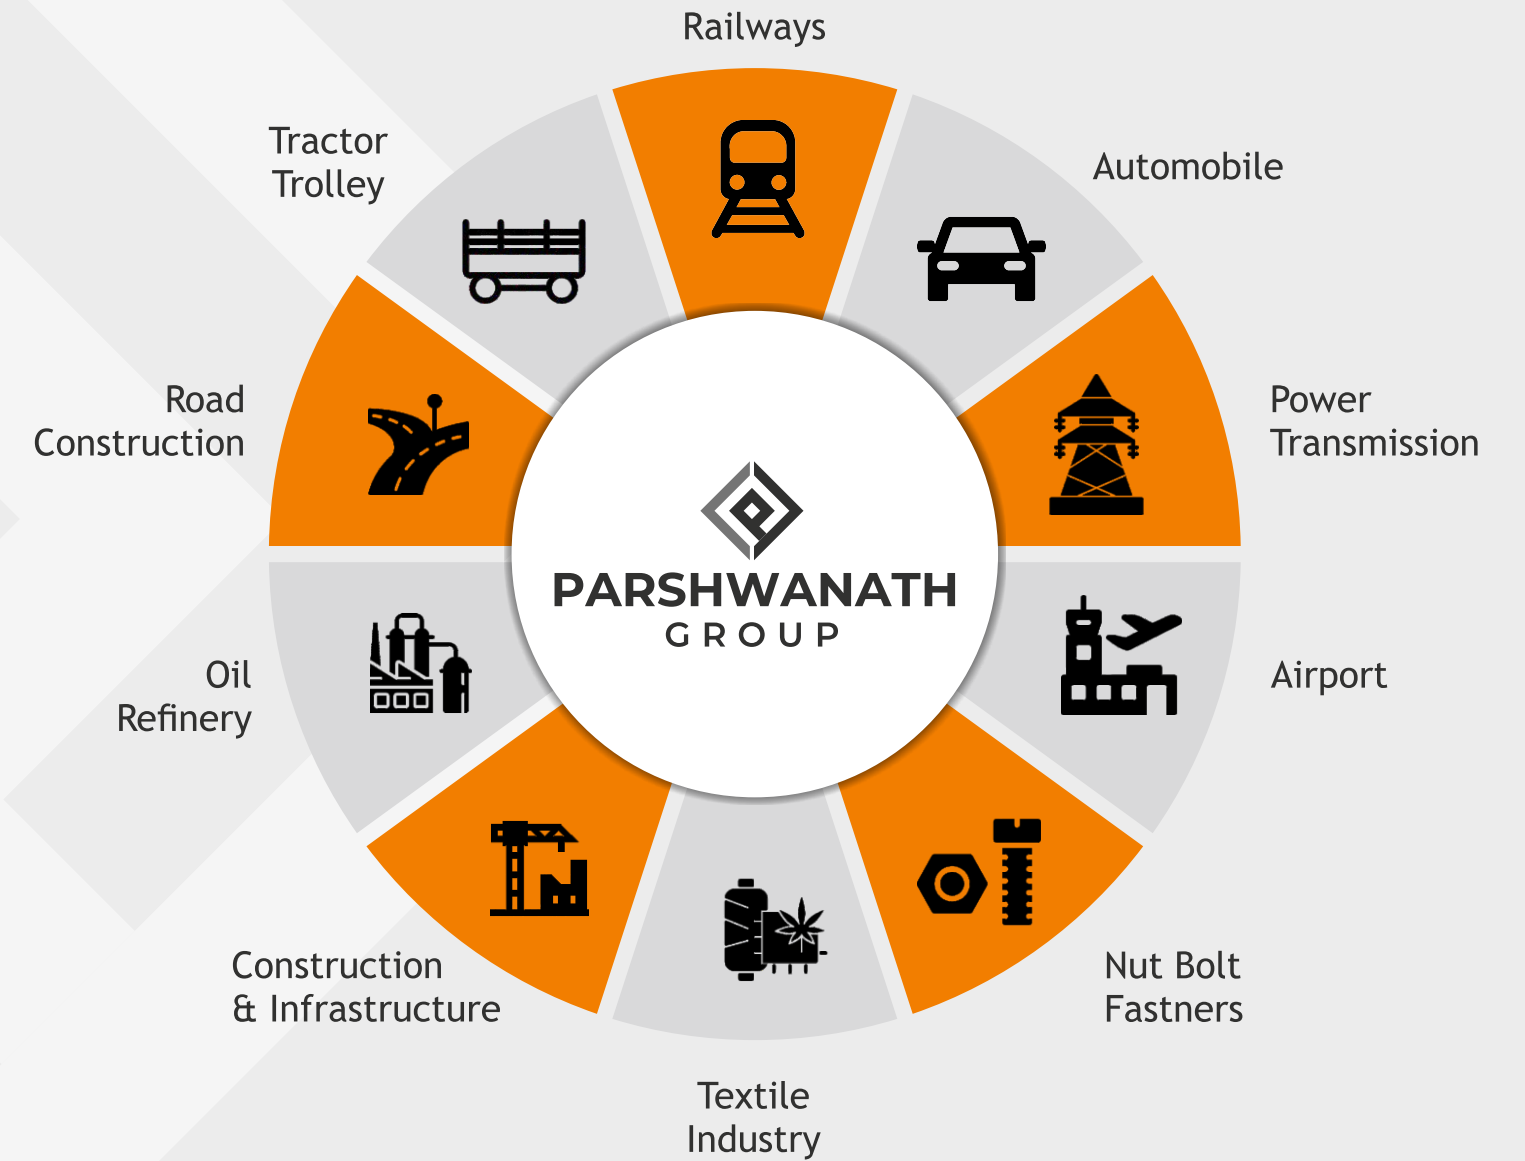 Railways
Automobile
Power
Transmission
Airport
Nut Bolt
Fastners
Textile
Industry
Construction
& Infrastructure
Oil
Refinery
Road
Construction
Tractor
Trolley
PARSHWANATH
GROUP